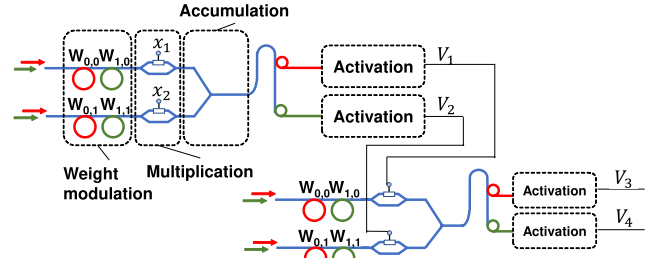 Accumulation
W0,0 W1,0
x1
W0,1 W1,1
x2
Weight modulation
Multiplication
Activation
V1
Activation
V2
W0,0 W1,0
W0,1 W1,1
Activation
V3
Activation
V4